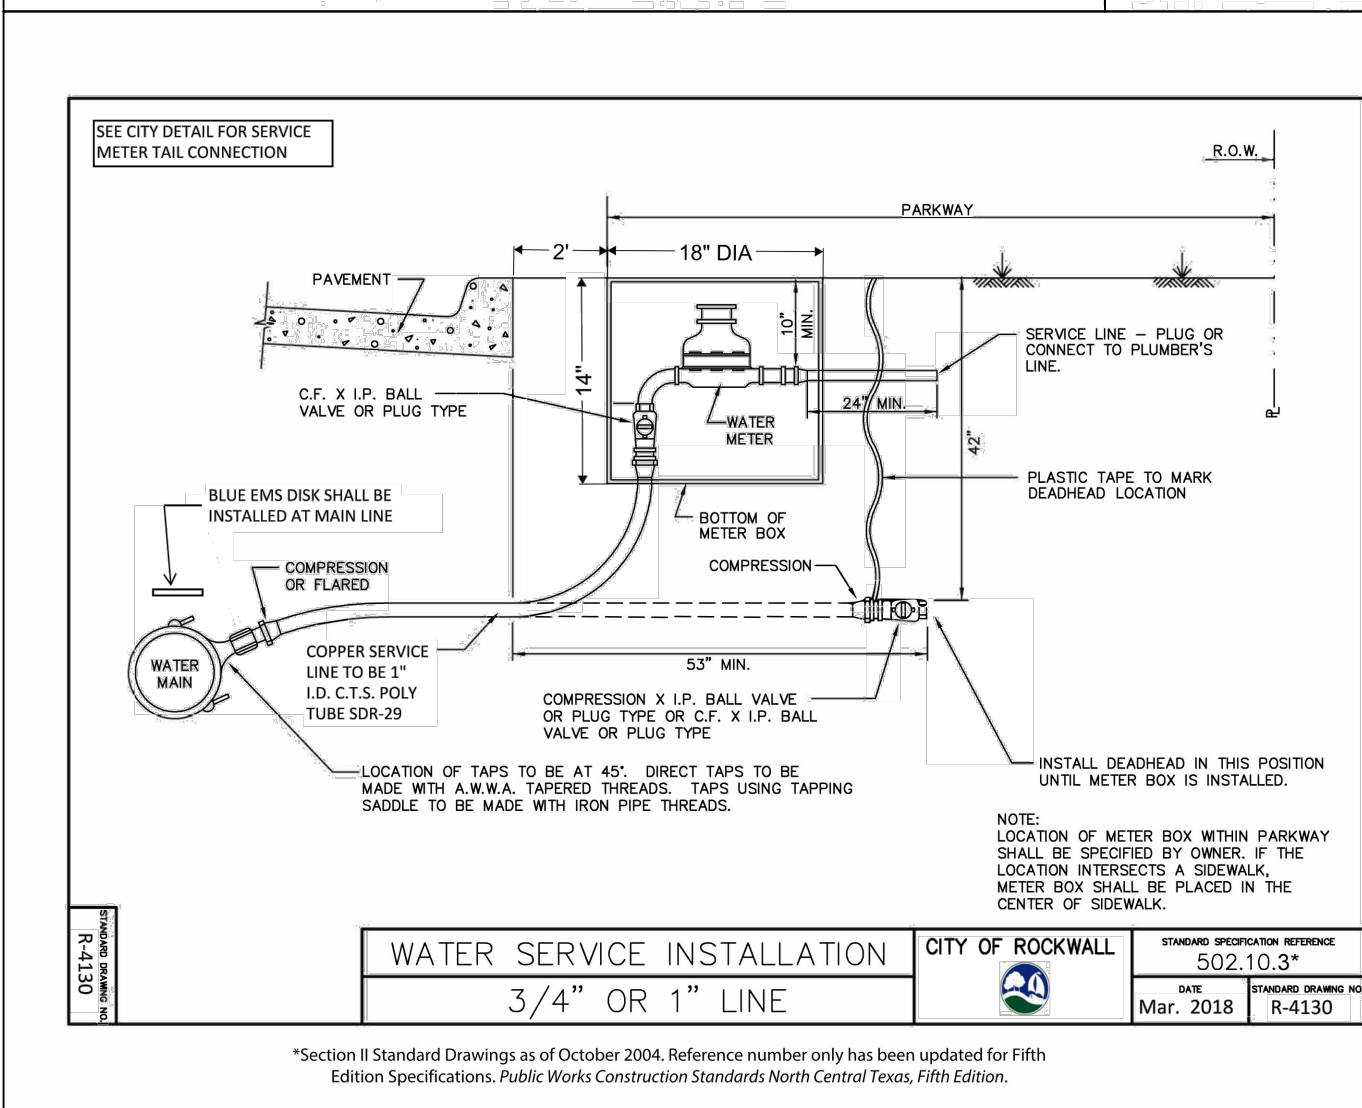 SEE CITY DETAIL FOR SERVICE
METER TAIL CONNECTION
R.O.W.
PARKWAY
2'
18" DIA
PAVEMENT
10"
MIN.
SERVICE LINE – PLUG OR
CONNECT TO PLUMBER'S
LINE.
14"
C.F. X I.P. BALL
VALVE OR PLUG TYPE
24" MIN.
WATER
METER
42"
PLASTIC TAPE TO MARK
DEADHEAD LOCATION
BLUE EMS DISK SHALL BE
INSTALLED AT MAIN LINE
BOTTOM OF
METER BOX
COMPRESSION
COMPRESSION
OR FLARED
WATER
MAIN
COPPER SERVICE
LINE TO BE 1"
I.D. C.T.S. POLY
TUBE SDR-29
53" MIN.
COMPRESSION X I.P. BALL VALVE
OR PLUG TYPE OR C.F. X I.P. BALL
VALVE OR PLUG TYPE
LOCATION OF TAPS TO BE AT 45°. DIRECT TAPS TO BE
MADE WITH A.W.W.A. TAPERED THREADS. TAPS USING TAPPING
SADDLE TO BE MADE WITH IRON PIPE THREADS.
INSTALL DEADHEAD IN THIS POSITION
UNTIL METER BOX IS INSTALLED.
NOTE:
LOCATION OF METER BOX WITHIN PARKWAY
SHALL BE SPECIFIED BY OWNER. IF THE
LOCATION INTERSECTS A SIDEWALK,
METER BOX SHALL BE PLACED IN THE
CENTER OF SIDEWALK.
STANDARD DRAWING NO.
R-4130
WATER SERVICE INSTALLATION
3/4" OR 1" LINE
CITY OF ROCKWALL
STANDARD SPECIFICATION REFERENCE
502.10.3*
DATE
Mar. 2018
STANDARD DRAWING NO
R-4130
*Section II Standard Drawings as of October 2004. Reference number only has been updated for Fifth
Edition Specifications. Public Works Construction Standards North Central Texas, Fifth Edition.